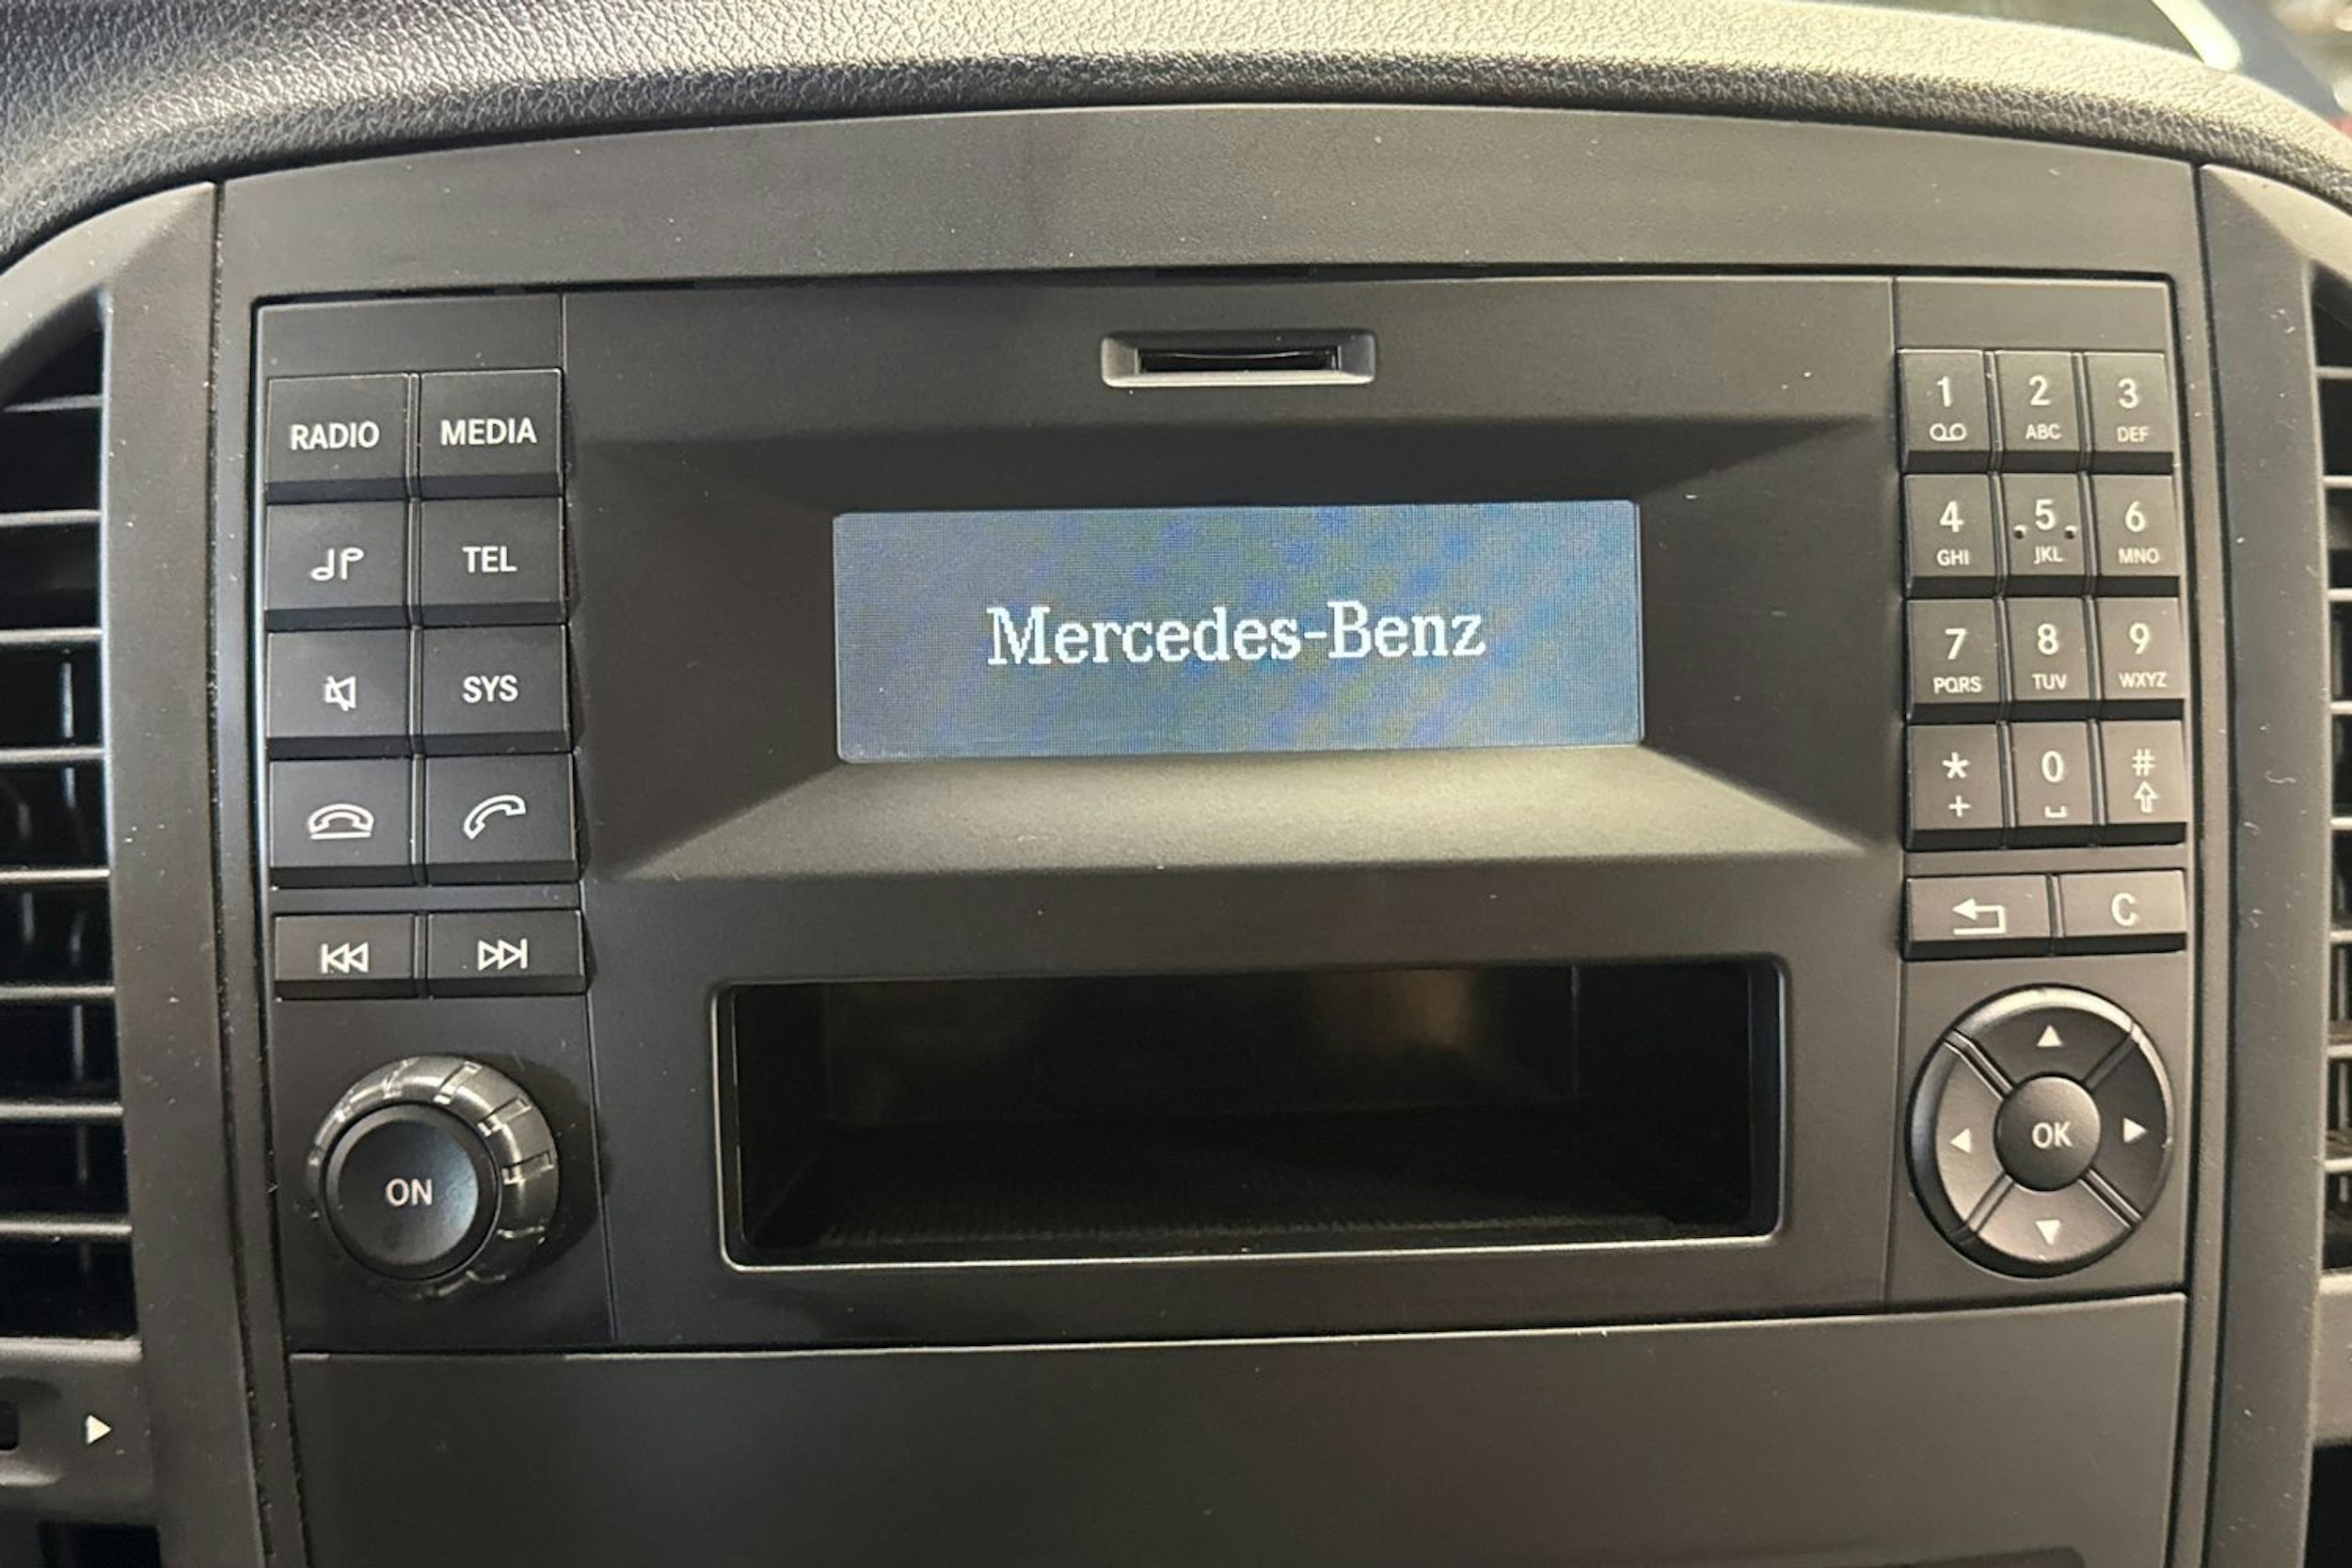 RADIO MEDIA
TEL
SYS
Mercedes-Benz
ON
1 2 3
ABC DEF
4 5 6
GHI JKL MNO
7 8 9
PQRS TUV WXYZ
* 0 #
+
C
OK